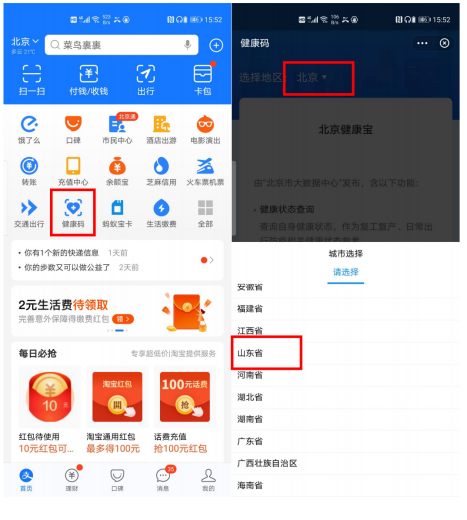 15:52
北京
多云 21℃
菜鸟裹裹
扫一扫
付钱/收钱
出行
卡包
北京通
饿了么
口碑
市民中心
酒店出游
电影演出
转账
充值中心
余额宝
芝麻信用
火车票机票
交通出行
健康码
蚂蚁宝卡
生活缴费
全部
• 你有1个新的快递信息 1天前
• 你的步数又可以做公益了 2天前
2元生活费待领取
完善意外保障得缴费红包 领
每日必抢
专享超低价|淘宝提供服务
10元
淘宝红包
開
100元话费
抢
红包待使用
淘宝通用红包
话费充值
10元红包可...
最多得100元
抢100元红包
35
首页
理财
口碑
消息
我的
15:52
健康码
选择地区
北京
北京健康宝
由“北京市大数据中心”发布，含以下功能：
· 健康状态查询
查询自身健康状态，作为复工复产、日常出
城市选择
请选择
安徽省
福建省
江西省
山东省
河南省
湖北省
湖南省
广东省
广西壮族自治区
海南省